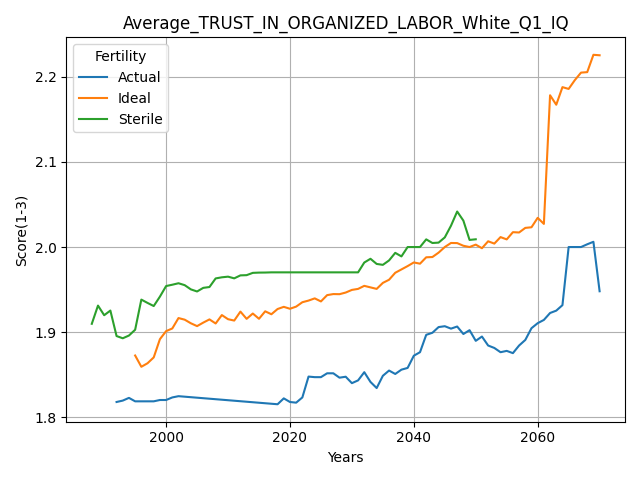 Average_TRUST_IN_ORGANIZED_LABOR_White_Q1_IQ
Fertility
Actual
Ideal
Sterile
Score(1-3)
2.2
2.1
2.0
1.9
1.8
2000
2020
2040
2060
Years